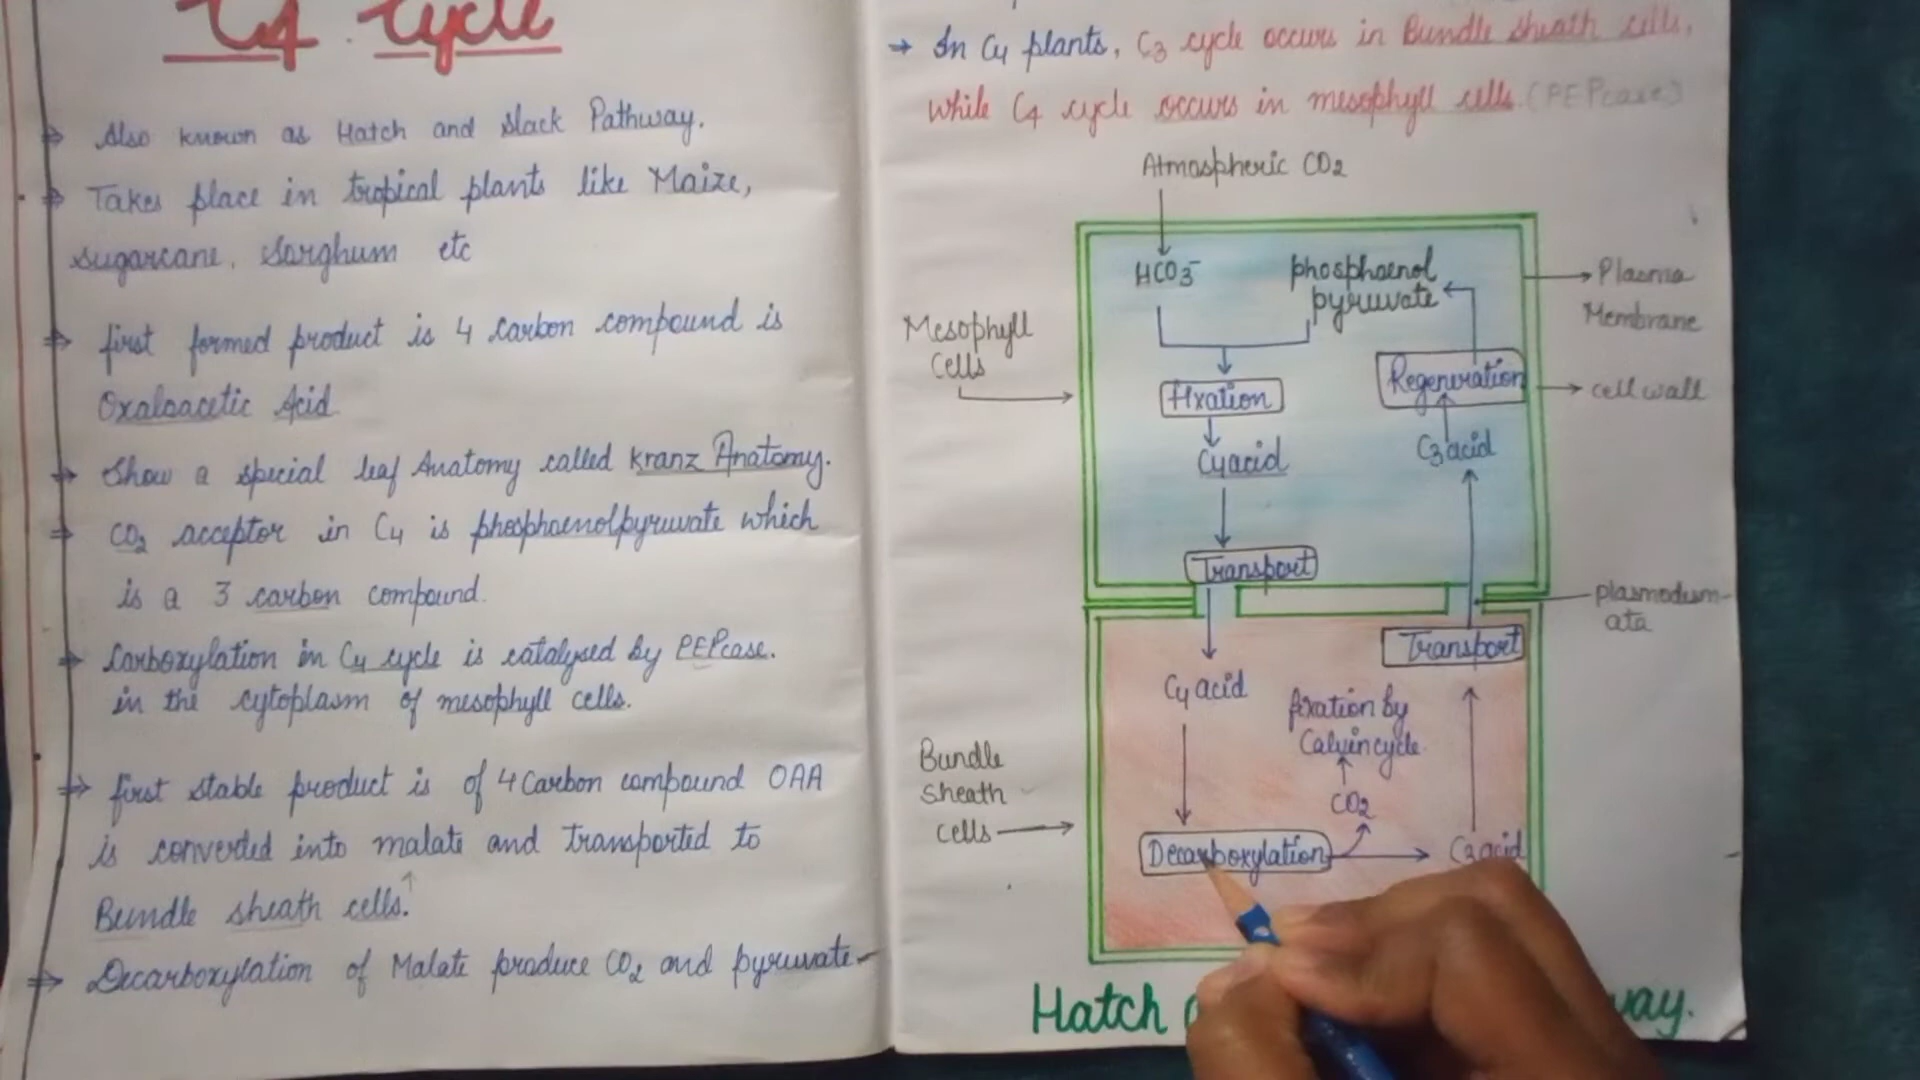 C4 Cycle
Also known as Hatch and Slack Pathway.
Takes place in tropical plants like Maize,
sugarcane, Sorghum etc
first formed product is 4 carbon compound is
Oxaloacetic Acid
Show a special leaf Anatomy called kranz Anatomy.
CO2 acceptor in C4 is phosphoenolpyruvate which
is a 3 carbon compound.
Carboxylation in C4 cycle is catalysed by PEPcase.
in the cytoplasm of mesophyll cells.
first stable product is of 4 Carbon compound OAA
is converted into malate and transported to
Bundle sheath cells.
Decarboxylation of Malate produce CO2 and pyruvate
→ In C4 plants, C3 cycle occurs in Bundle sheath cells,
while C4 cycle occurs in mesophyll cells (PEPcase)
Atmospheric CO2
HCO3-
phosphoenol
pyruvate
Plasma
Membrane
Mesophyll
Cells
Fixation
Regeneration
cell wall
C4 acid
C3 acid
Transport
plasmodesm-
ata
Transport
C4 acid
fixation by
Calvin cycle
Bundle
sheath
cells
CO2
Decarboxylation
C3 acid
Hatch
way.